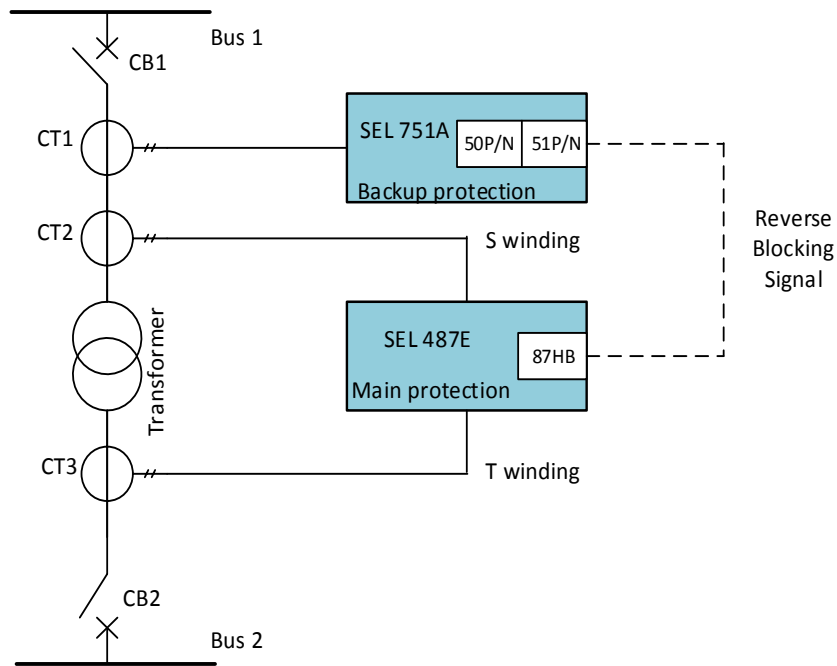 Bus 1
CB1
CT1
SEL 751A
50P/N
51P/N
Backup protection
CT2
S winding
Reverse
Blocking
Signal
Transformer
SEL 487E
87HB
Main protection
CT3
T winding
CB2
Bus 2